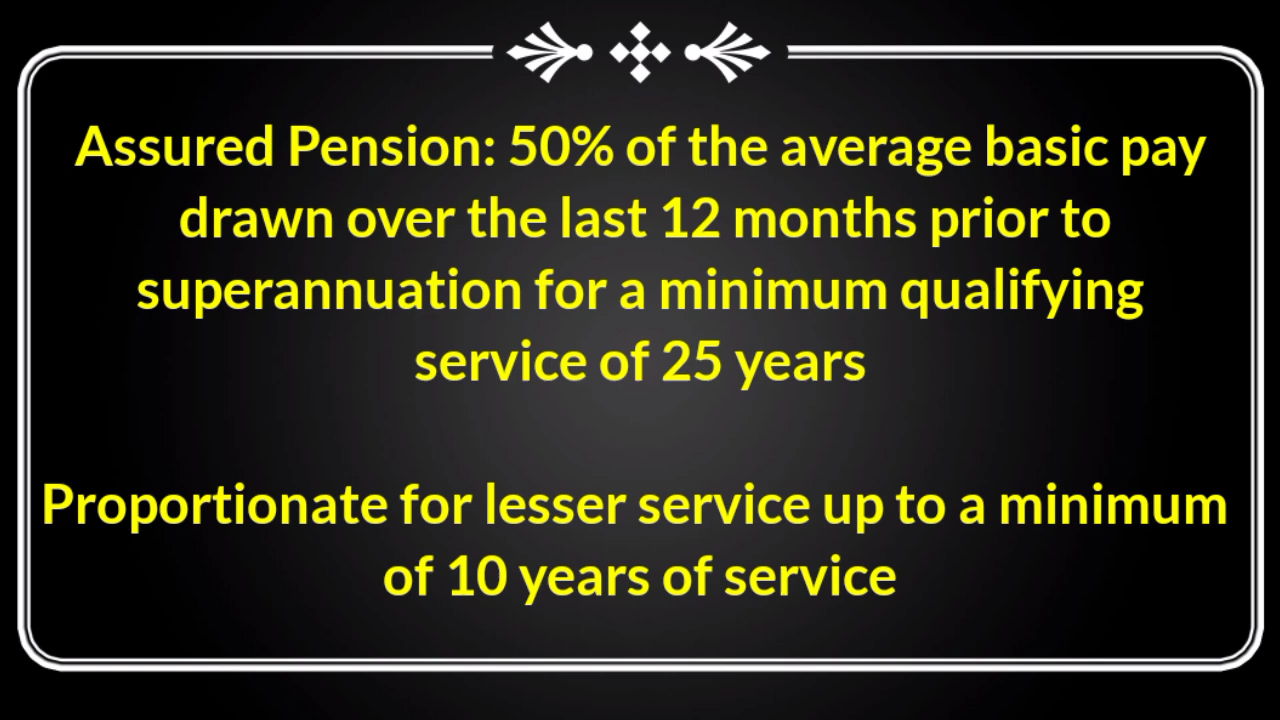 Assured Pension: 50% of the average basic pay
drawn over the last 12 months prior to
superannuation for a minimum qualifying
service of 25 years
Proportionate for lesser service up to a minimum
of 10 years of service